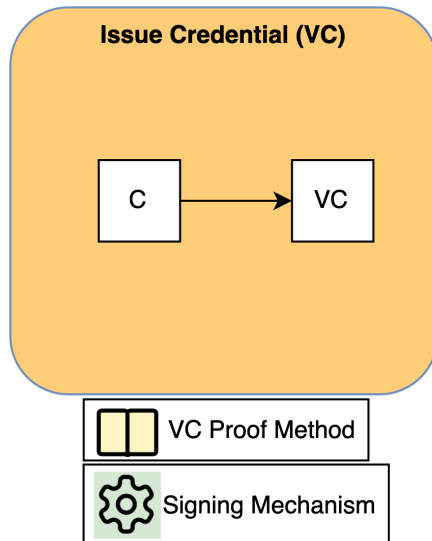 Issue Credential (VC)
C
VC
VC Proof Method
Signing Mechanism